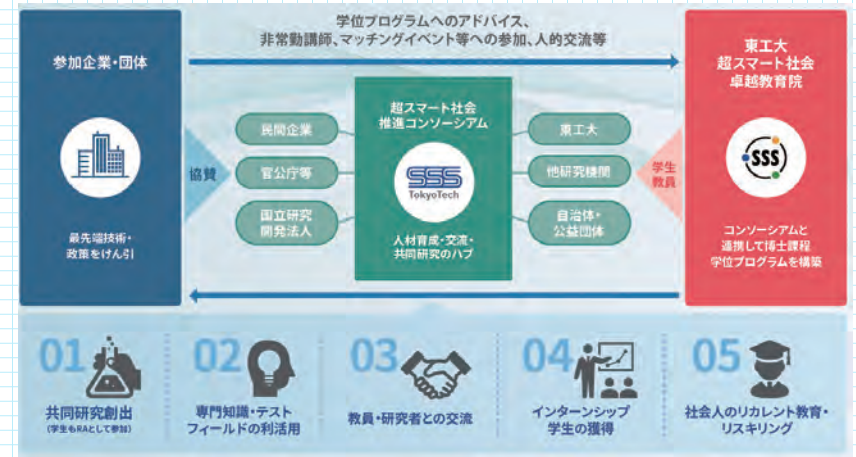 学位プログラムへのアドバイス、
非常勤講師、マッチングイベント等への参加、人的交流等
参加企業・団体
最先端技術・
政策をけん引
協賛
民間企業
官公庁等
国立研究
開発法人
超スマート社会
推進コンソーシアム
SSS
TokyoTech
人材育成・交流・
共同研究のハブ
東工大
他研究機関
自治体・
公益団体
学生
教員
東工大
超スマート社会
卓越教育院
SSS
コンソーシアムと
連携して博士課程
学位プログラムを構築
01
共同研究創出
(学生もRAとして参加)
02
専門知識・テスト
フィールドの利活用
03
教員・研究者との交流
04
インターンシップ
学生の獲得
05
社会人のリカレント教育・
リスキリング